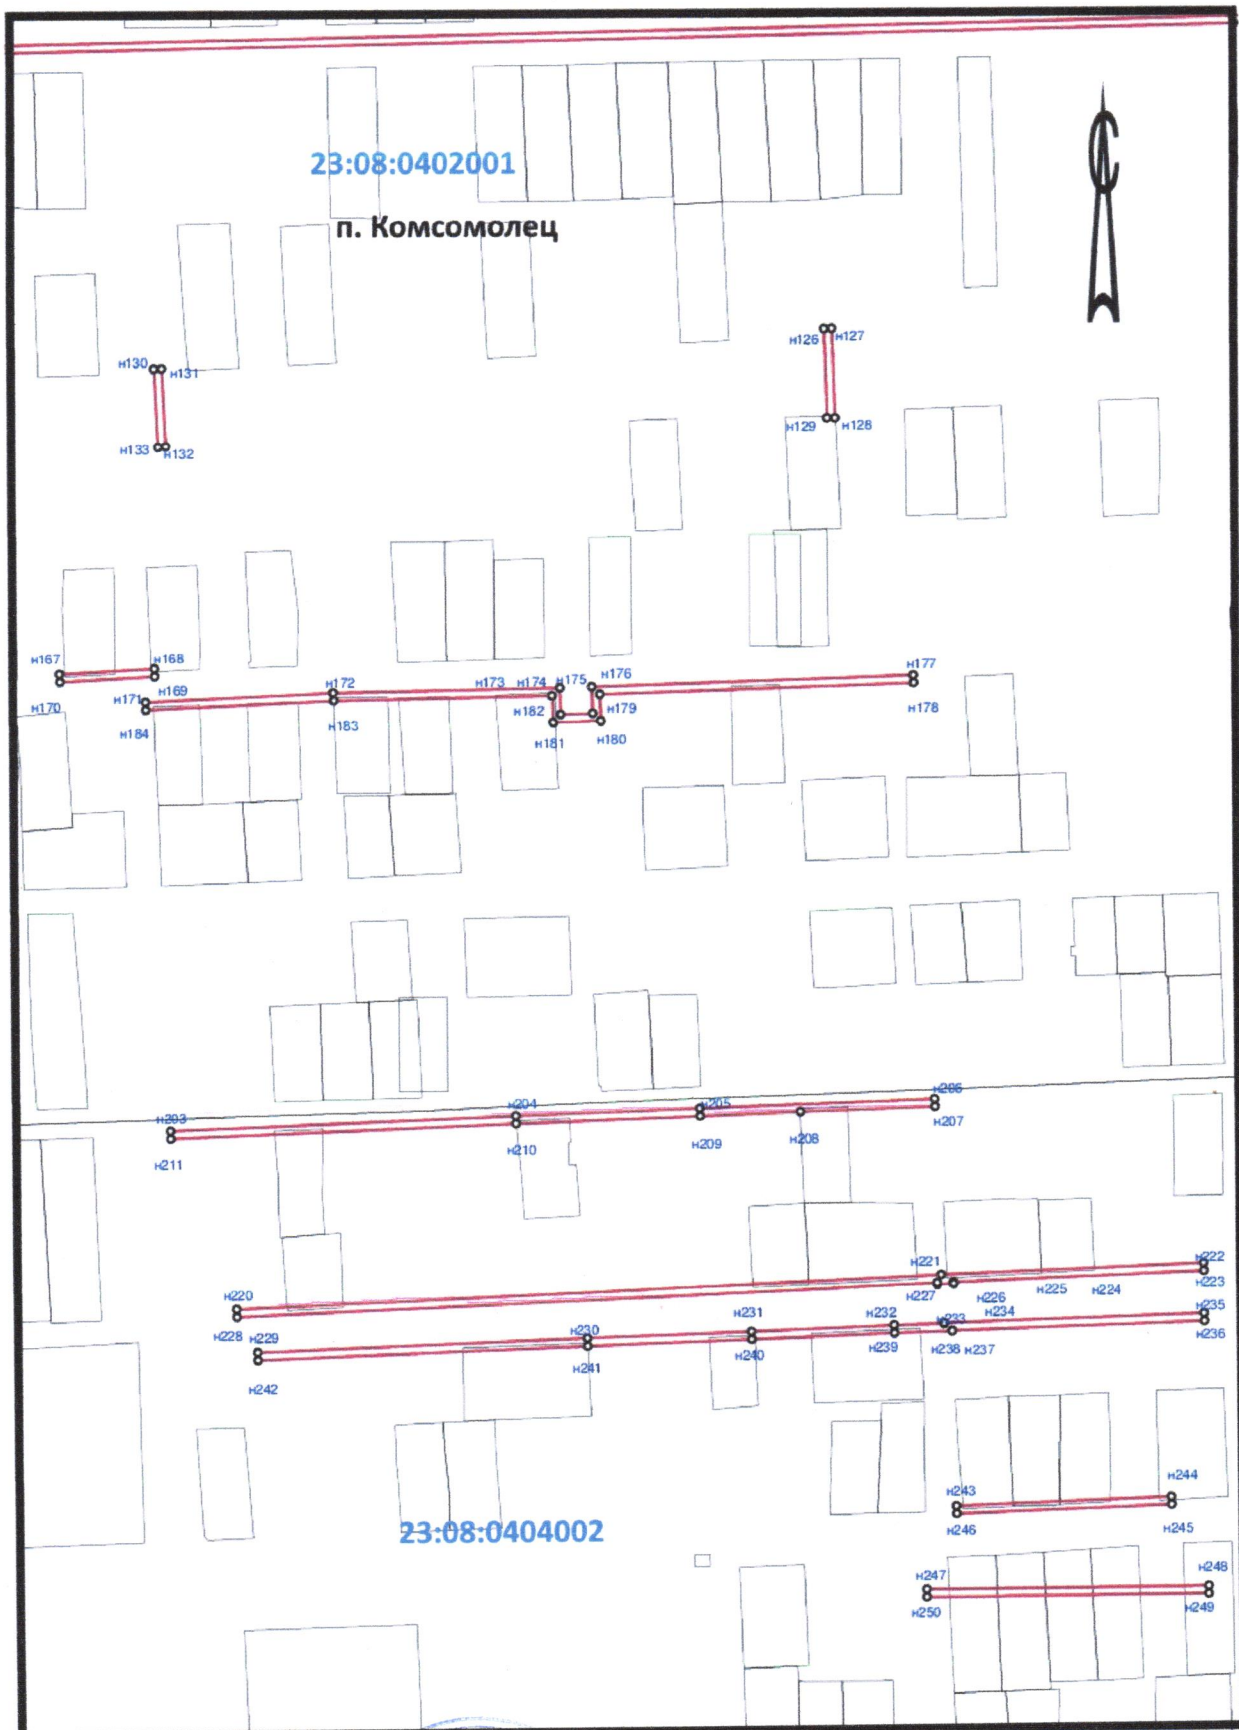 23:08:0402001
п. Комсомолец
С
н126 н127
н130 н131
н129 н128
н133 н132
н167 н168
н176 н177
н171 н169 н172 н173 н174 н175
н170 н184 н183 н182 н179 н178
н181 н180
н203 н204 н205 н206
н211 н210 н209 н208 н207
н221 н222
н220 н227 н226 н225 н224 н223
н228 н229 н230 н231 н232 н233 н234 н235
н242 н241 н240 н239 н238 н237 н236
н243 н244
н246 н245
23:08:0404002
н247 н248
н250 н249